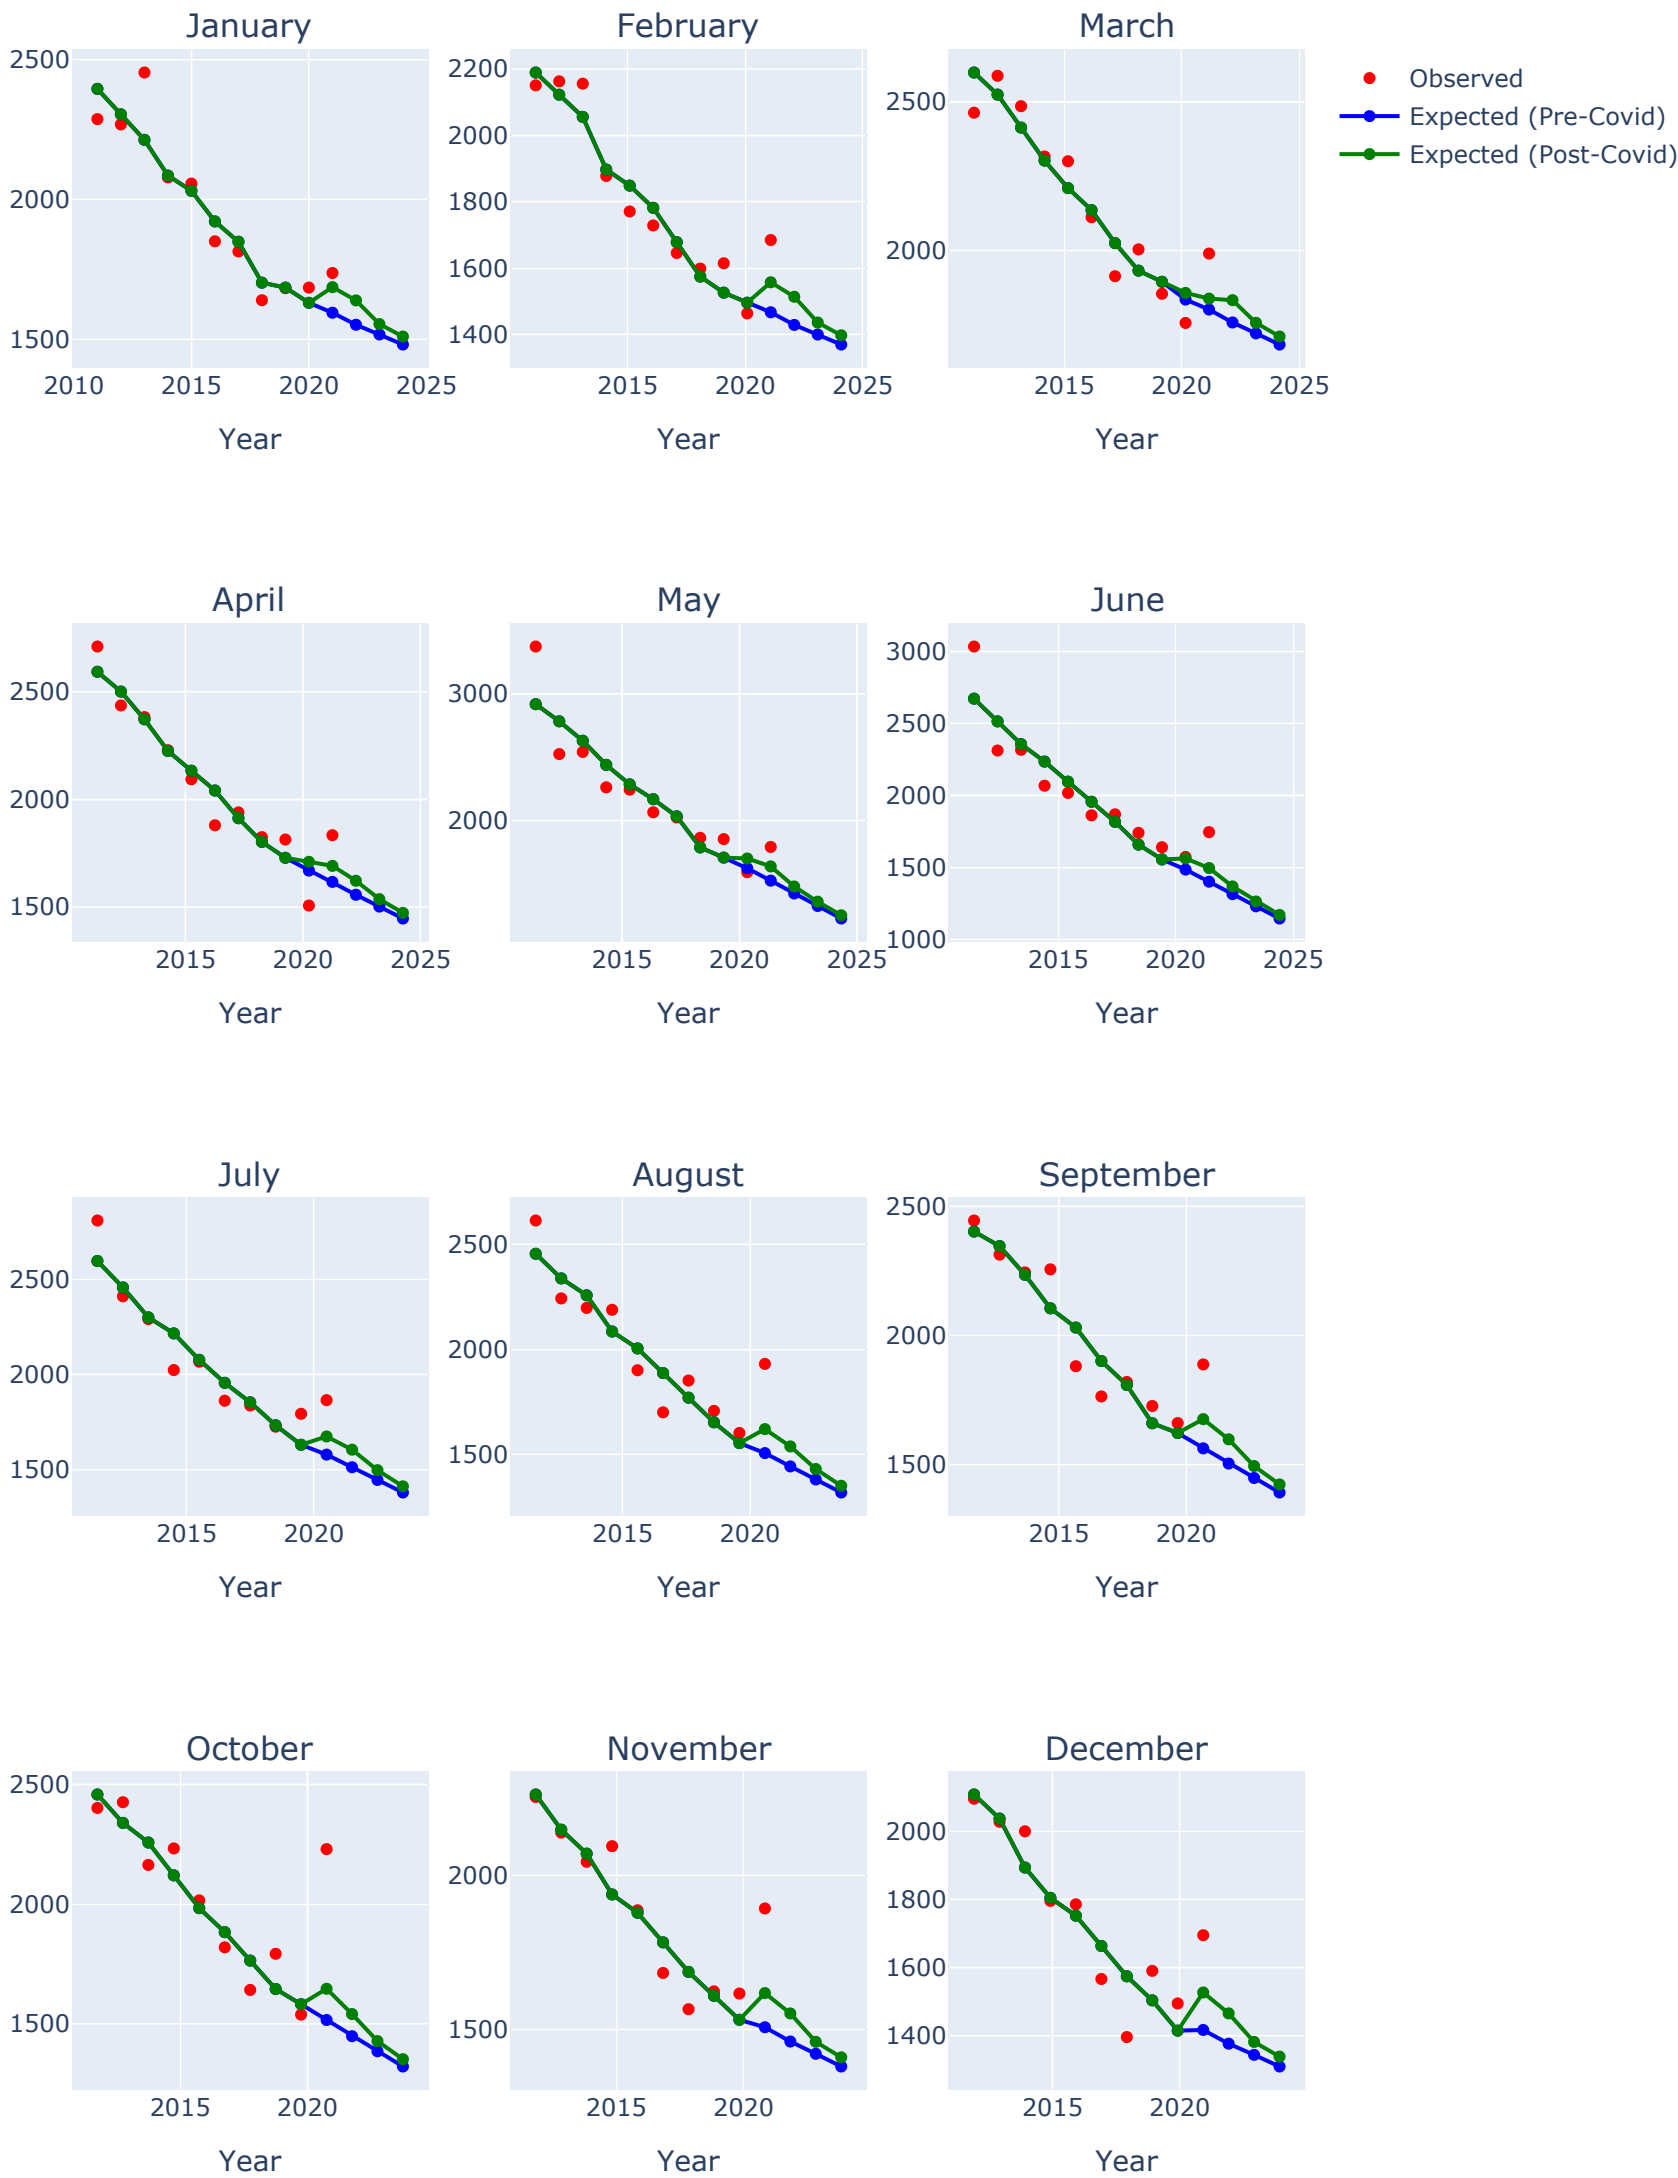 January
February
March
2500
2000
1500
2010
2015
2020
2025
Year
2200
2000
1800
1600
1400
2015
2020
2025
Year
2500
2000
2015
2020
2025
Year
Observed
Expected (Pre-Covid)
Expected (Post-Covid)
April
May
June
2500
2000
1500
2015
2020
2025
Year
3000
2000
2015
2020
2025
Year
3000
2500
2000
1500
1000
2015
2020
2025
Year
July
August
September
2500
2000
1500
2015
2020
Year
2500
2000
1500
2015
2020
Year
2500
2000
1500
2015
2020
Year
October
November
December
2500
2000
1500
2015
2020
Year
2000
1500
2015
2020
Year
2000
1800
1600
1400
2015
2020
Year